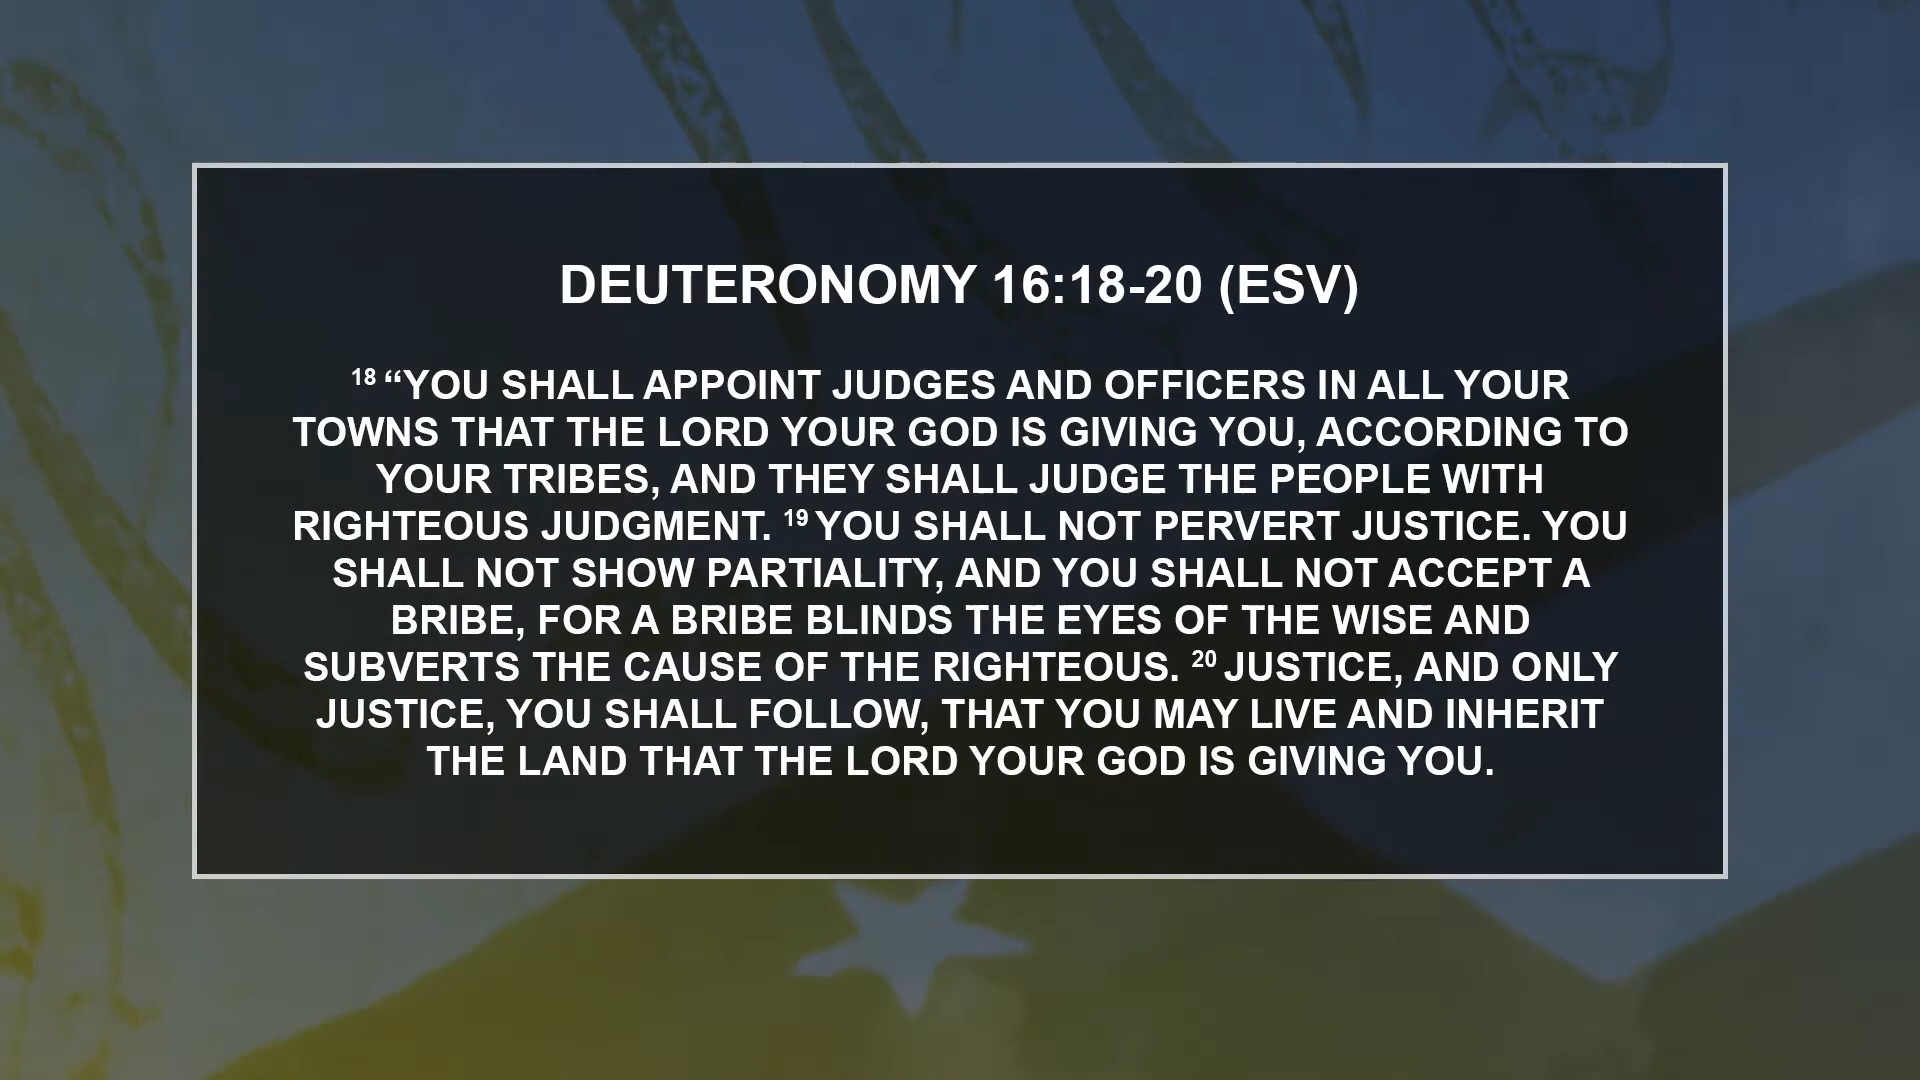 DEUTERONOMY 16:18-20 (ESV)
18 “YOU SHALL APPOINT JUDGES AND OFFICERS IN ALL YOUR
TOWNS THAT THE LORD YOUR GOD IS GIVING YOU, ACCORDING TO
YOUR TRIBES, AND THEY SHALL JUDGE THE PEOPLE WITH
RIGHTEOUS JUDGMENT. 19 YOU SHALL NOT PERVERT JUSTICE. YOU
SHALL NOT SHOW PARTIALITY, AND YOU SHALL NOT ACCEPT A
BRIBE, FOR A BRIBE BLINDS THE EYES OF THE WISE AND
SUBVERTS THE CAUSE OF THE RIGHTEOUS. 20 JUSTICE, AND ONLY
JUSTICE, YOU SHALL FOLLOW, THAT YOU MAY LIVE AND INHERIT
THE LAND THAT THE LORD YOUR GOD IS GIVING YOU.